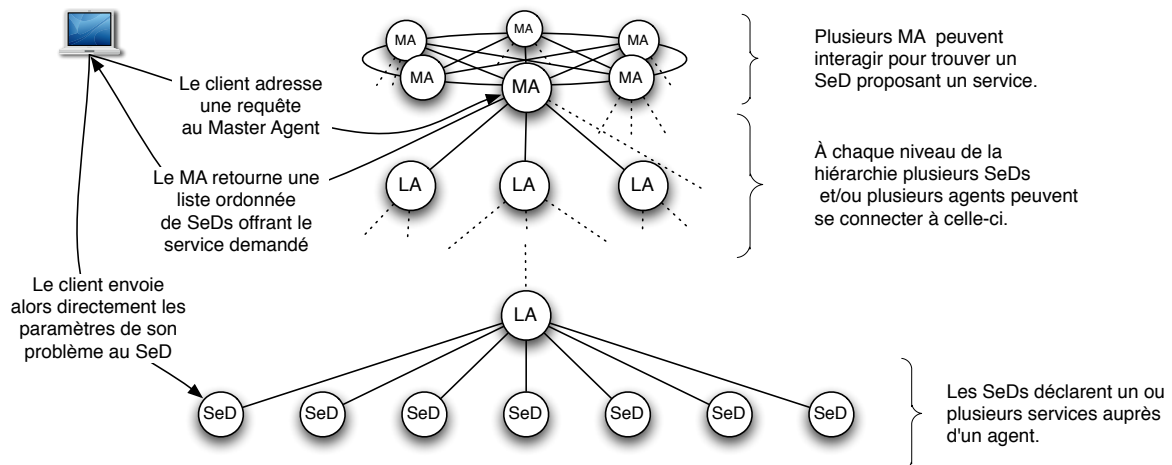 MA
MA
MA
MA
MA
MA
Plusieurs MA peuvent
interagir pour trouver un
SeD proposant un service.
Le client adresse
une requête
au Master Agent
À chaque niveau de la
hiérarchie plusieurs SeDs
et/ou plusieurs agents peuvent
se connecter à celle-ci.
Le MA retourne une
liste ordonnée
de SeDs offrant le
service demandé
LA
LA
LA
Le client envoie
alors directement les
paramètres de son
problème au SeD
LA
SeD
SeD
SeD
SeD
SeD
SeD
SeD
Les SeDs déclarent un ou
plusieurs services auprès
d'un agent.